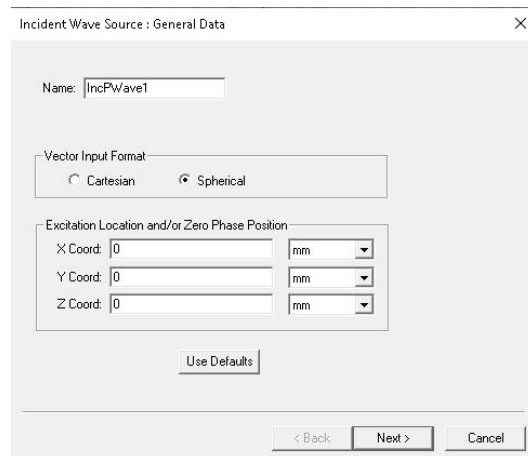 Incident Wave Source : General Data
Name: IncPWave1
Vector Input Format
Cartesian Spherical
Excitation Location and/or Zero Phase Position
X Coord: 0 mm
Y Coord: 0 mm
Z Coord: 0 mm
Use Defaults
< Back Next > Cancel